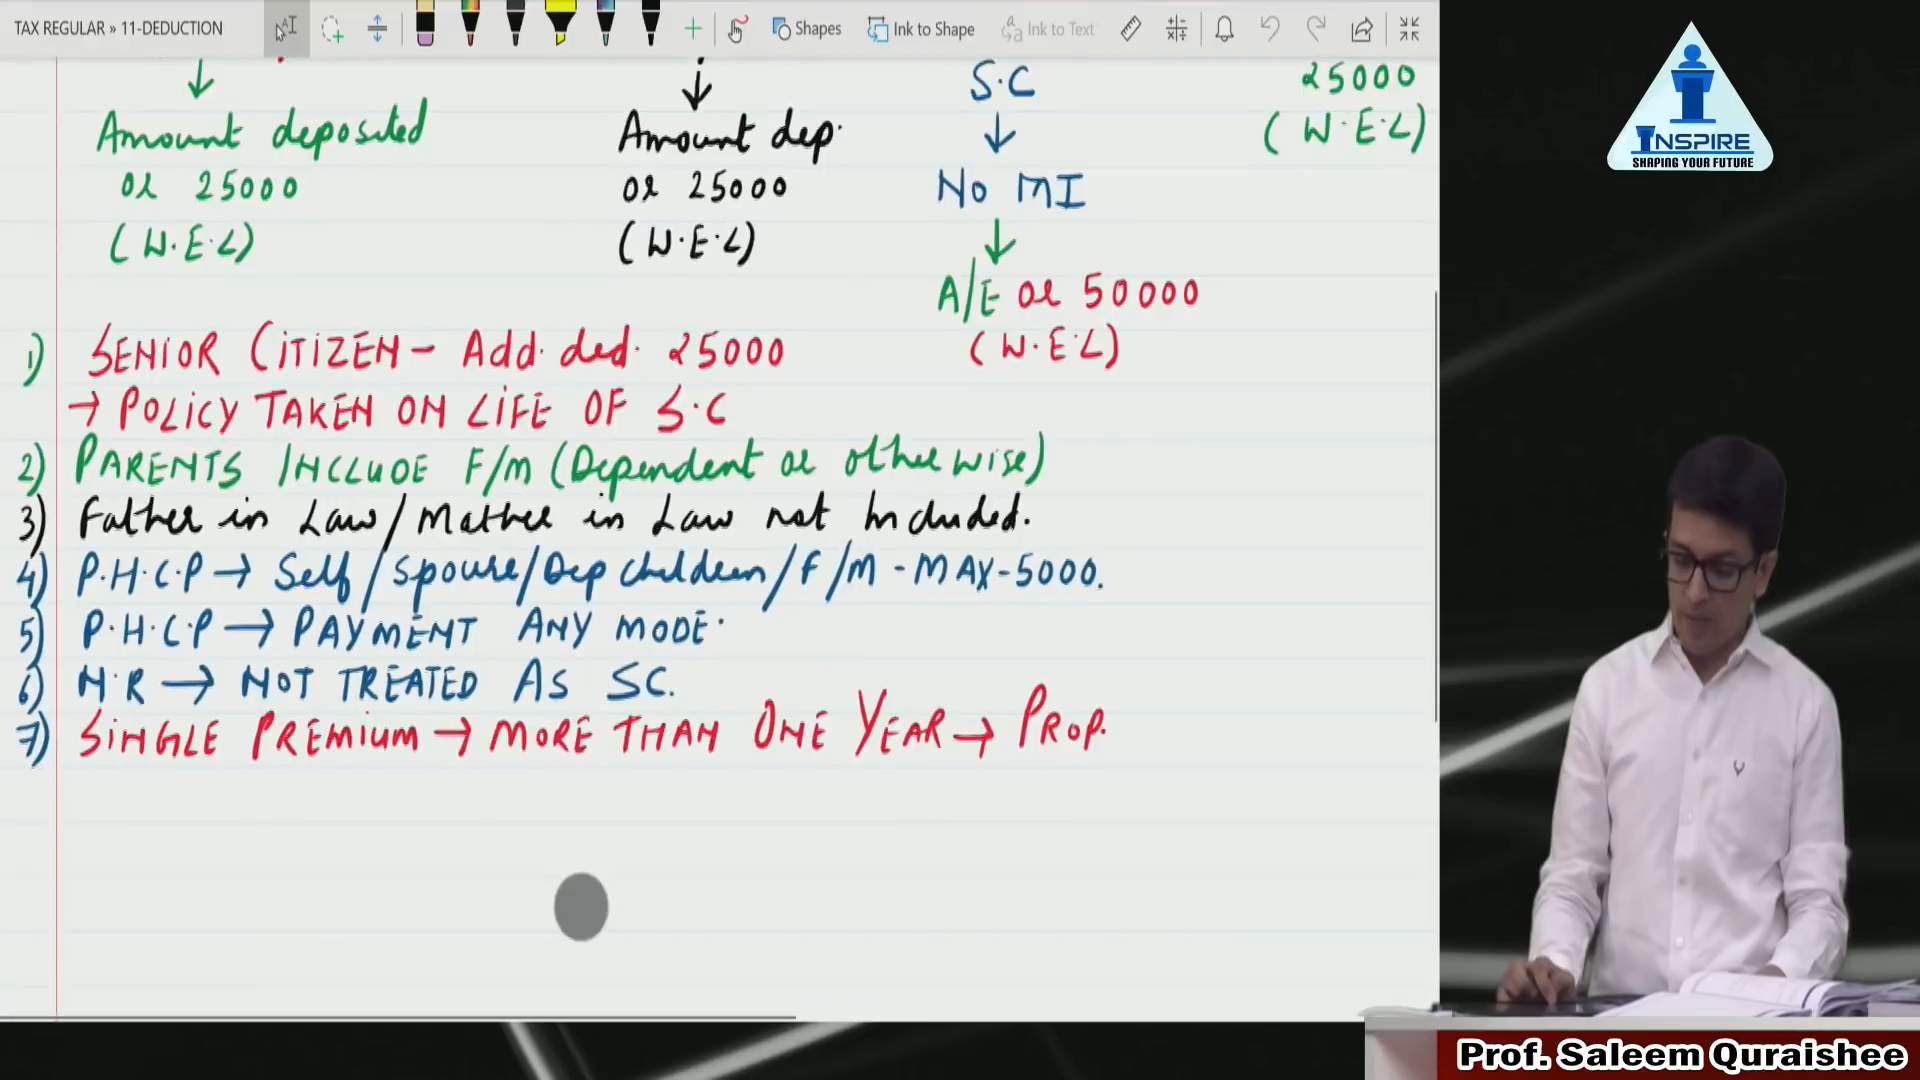 TAX REGULAR » 11-DEDUCTION
Shapes
Ink to Shape
Ink to Text
Amount deposited
or 25000
(W.E.L)
Amount dep.
or 25000
(W.E.L)
S.C
No MI
A/E or 50000
(W.E.L)
25000
(W.E.L)
1) SENIOR CITIZEN - Add. ded. 25000
→ POLICY TAKEN ON LIFE OF S.C
2) PARENTS INCLUDE F/M (Dependent or otherwise)
3) Father in Law/Mother in Law not Included.
4) P.H.C.P → Self/Spouse/Dep children/F/M - MAX - 5000.
5) P.H.C.P → PAYMENT ANY MODE.
6) N.R → NOT TREATED AS SC.
7) SINGLE PREMIUM → MORE THAN ONE YEAR → PROP.
INSPIRE
SHAPING YOUR FUTURE
Prof. Saleem Quraishee